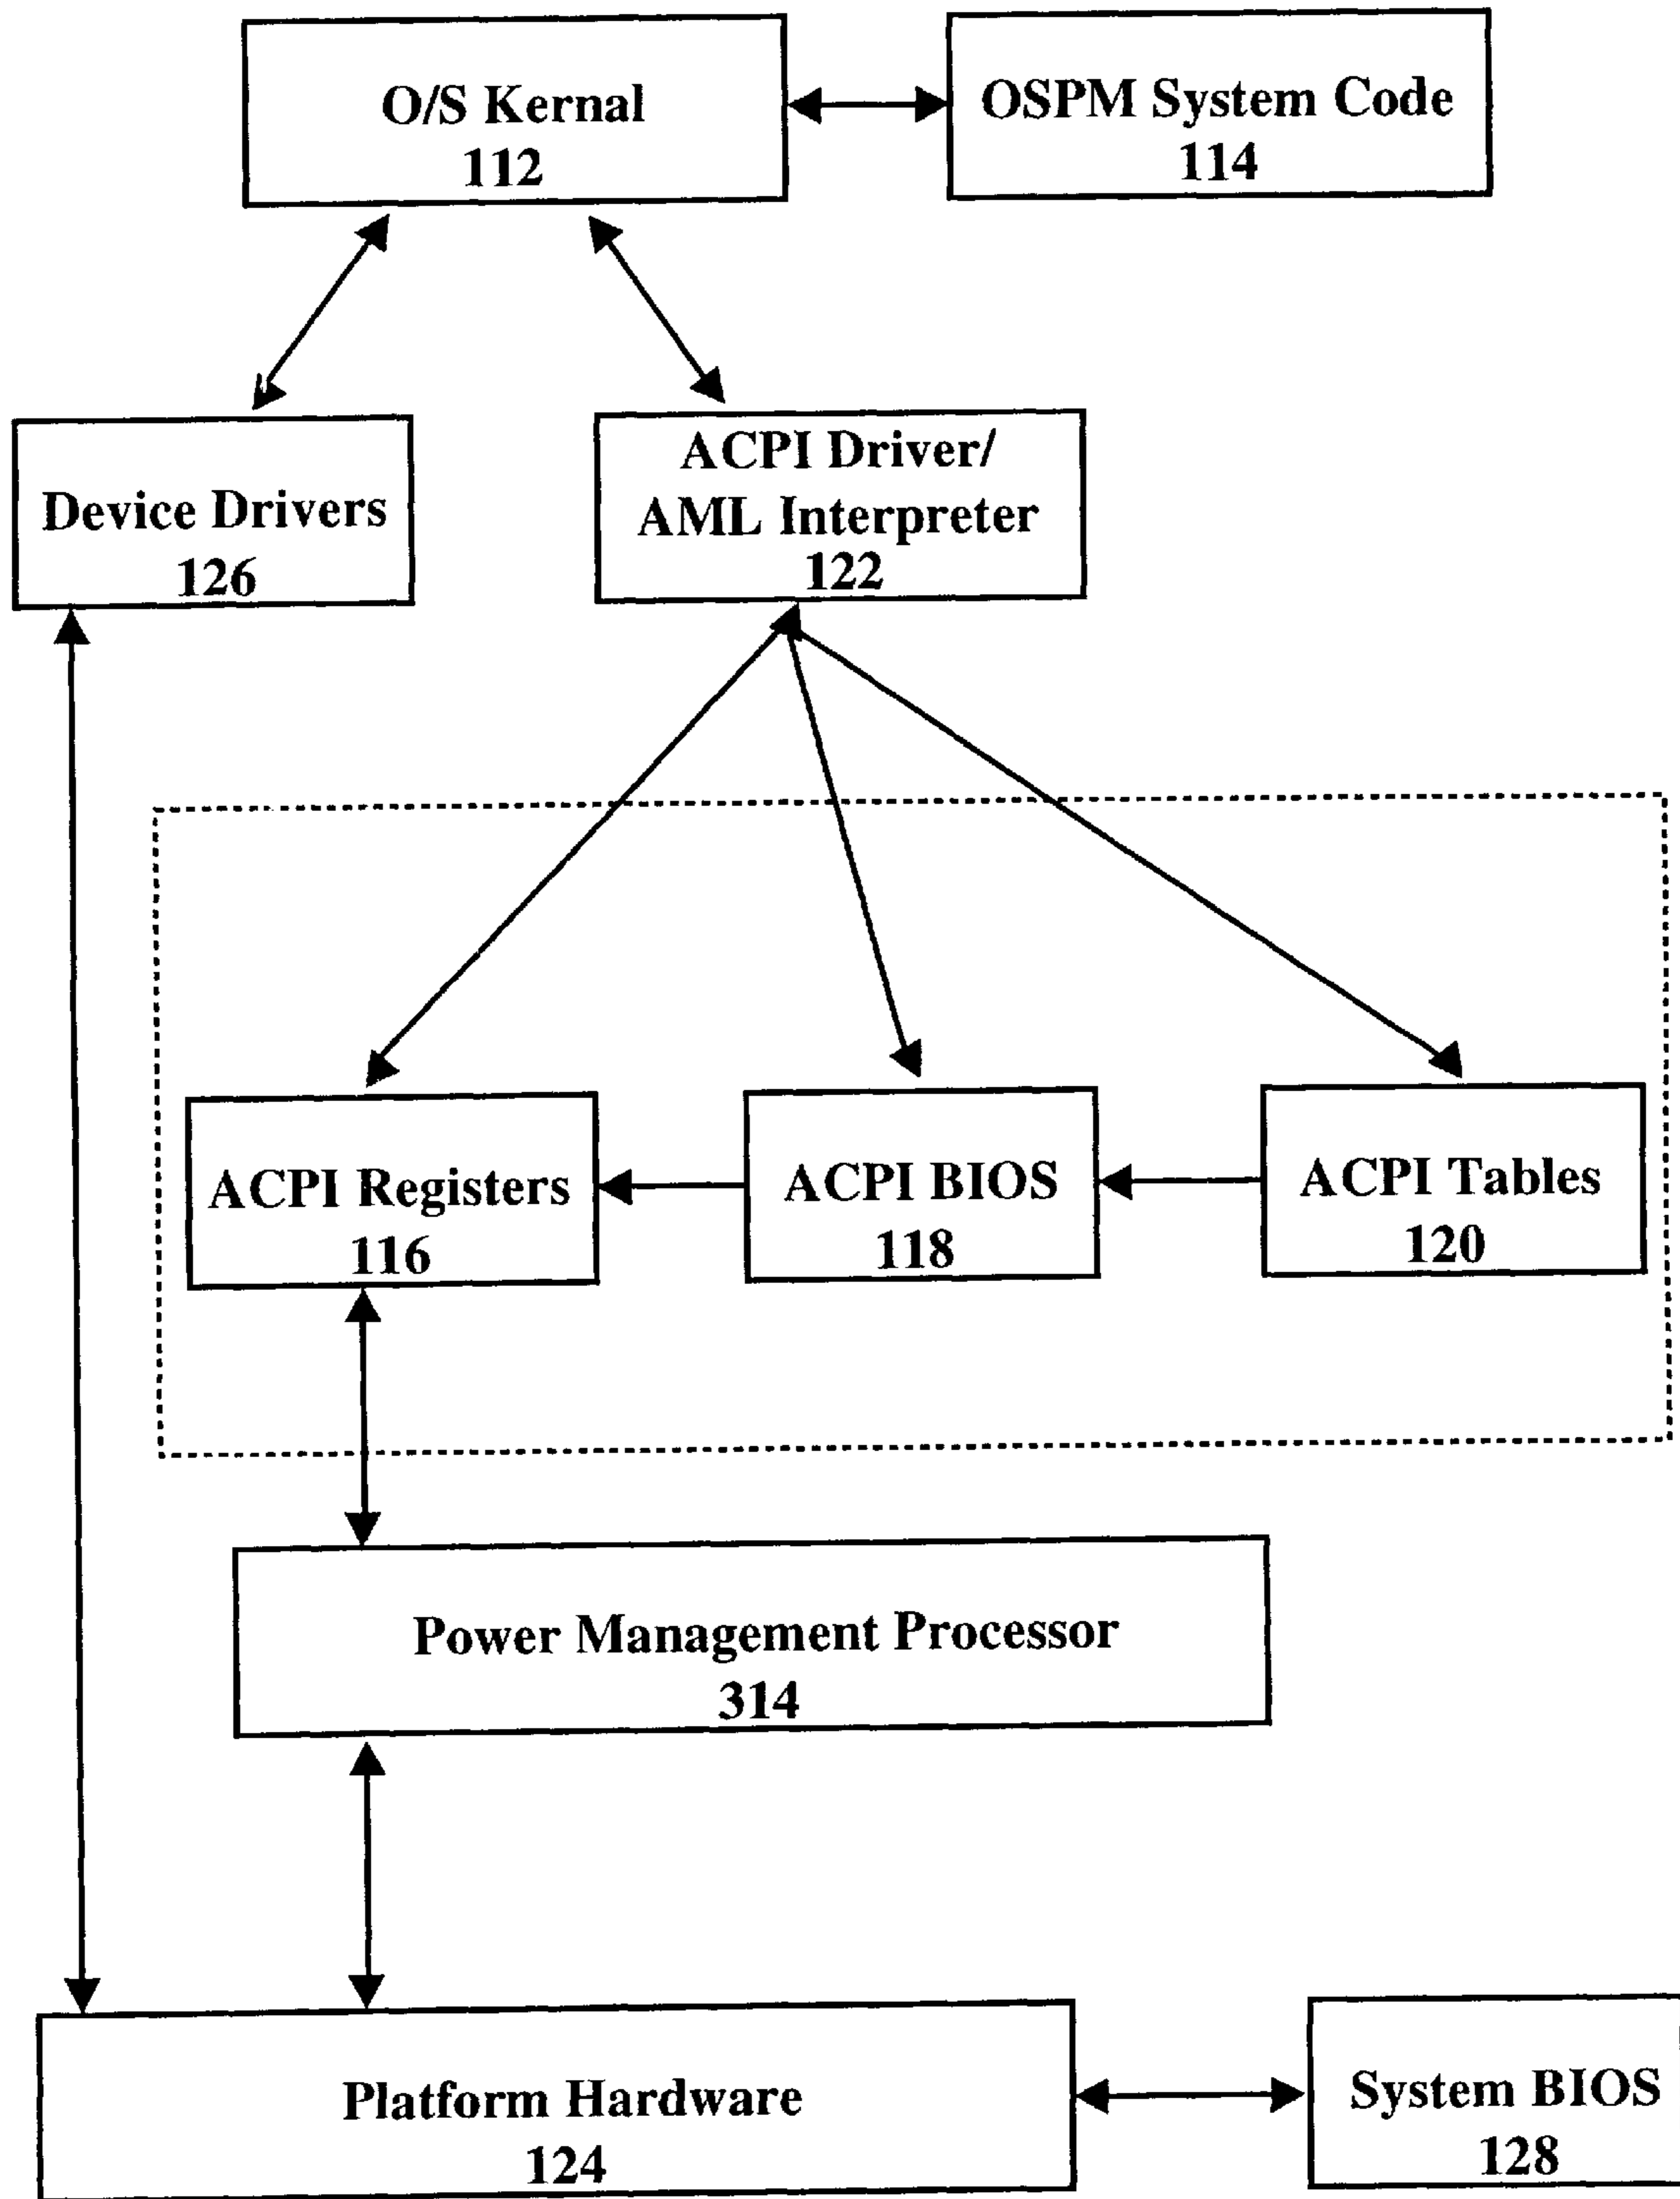 O/S Kernal
112
OSPM System Code
114
Device Drivers
126
ACPI Driver/
AML Interpreter
122
ACPI Registers
116
ACPI BIOS
118
ACPI Tables
120
Power Management Processor
314
Platform Hardware
124
System BIOS
128